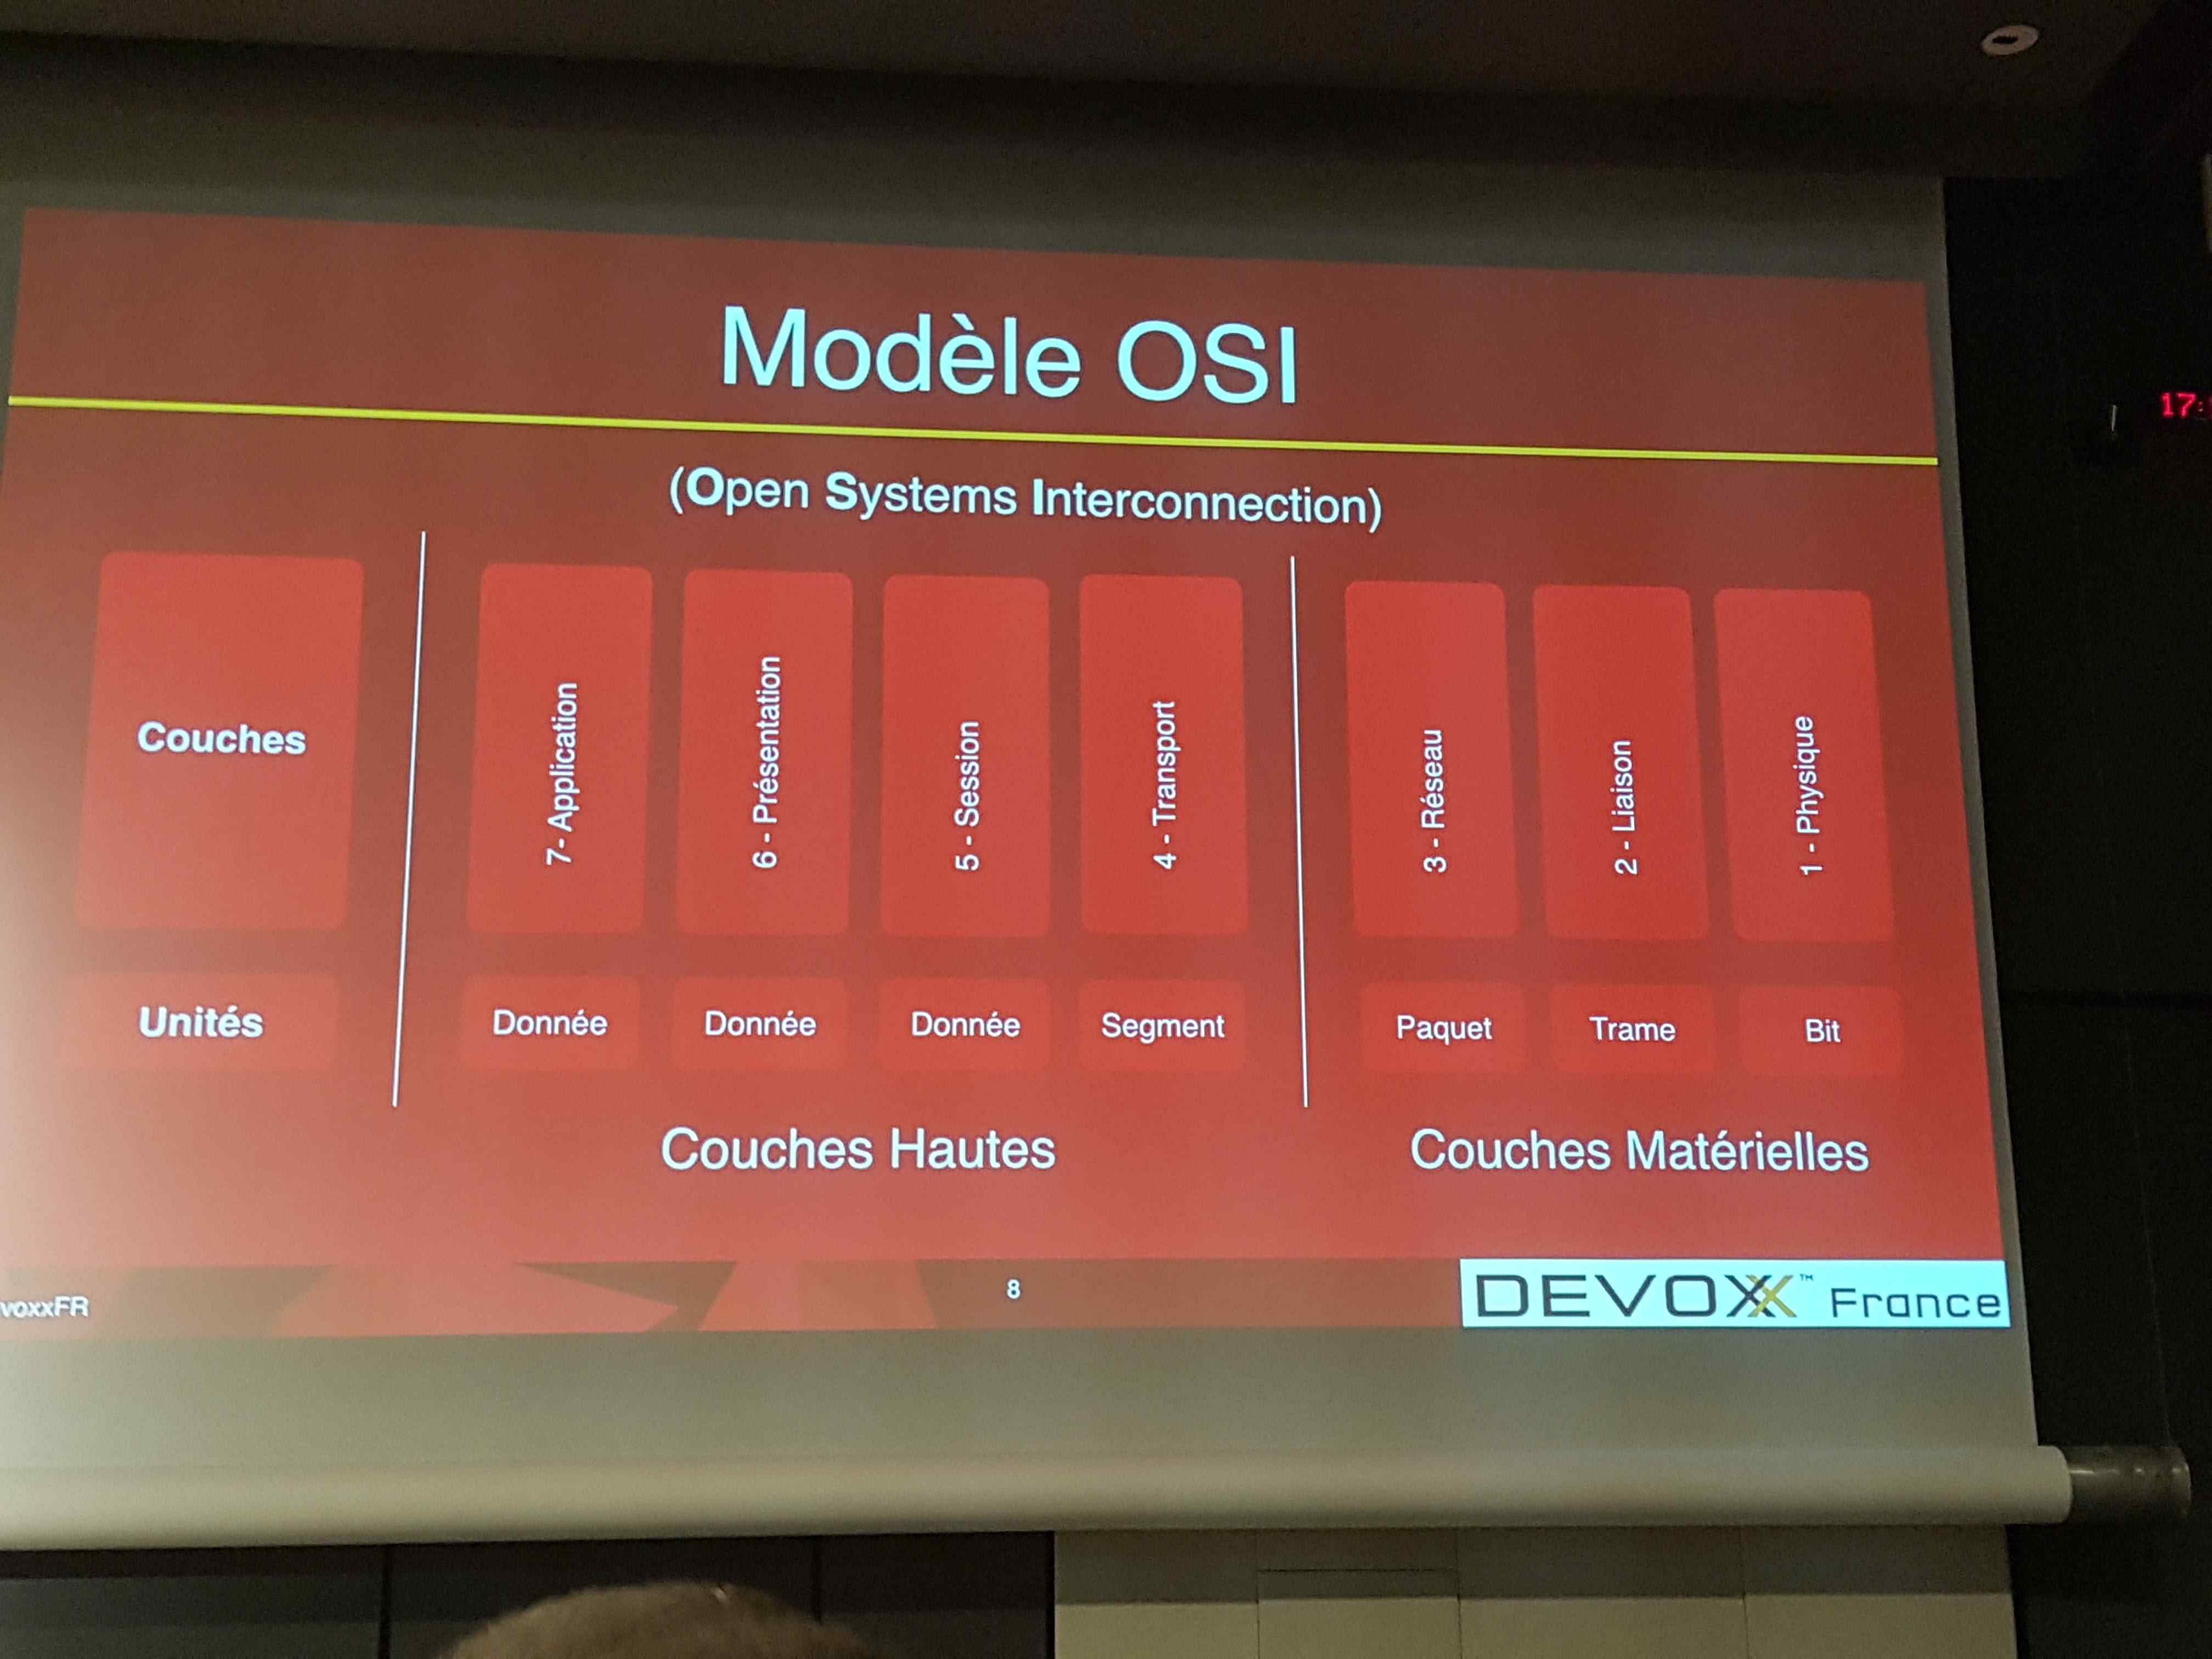 Modèle OSI
17:
(Open Systems Interconnection)
Couches
7- Application
6 - Présentation
5 - Session
4 - Transport
3 - Réseau
2 - Liaison
1 - Physique
Unités
Donnée
Donnée
Donnée
Segment
Paquet
Trame
Bit
Couches Hautes
Couches Matérielles
voxxFR
8
DEVOXX™ France